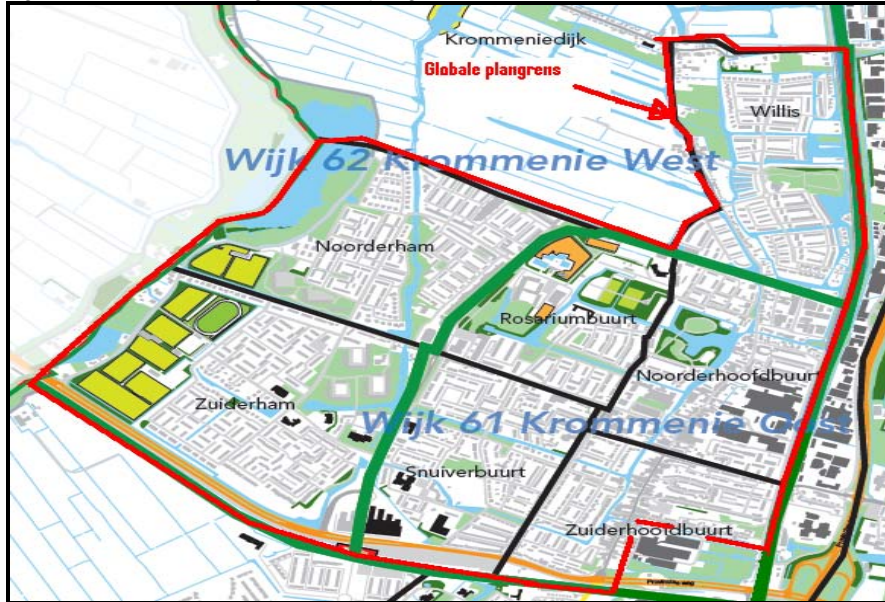 Krommeniedijk
Globale plangrens
Willis
Wijk 62 Krommenie West
Noorderham
Rosariumbuurt
Noorderhoofdbuurt
Zuiderham
Wijk 61 Krommenie Oost
Snuiverbuurt
Zuiderhoofdbuurt